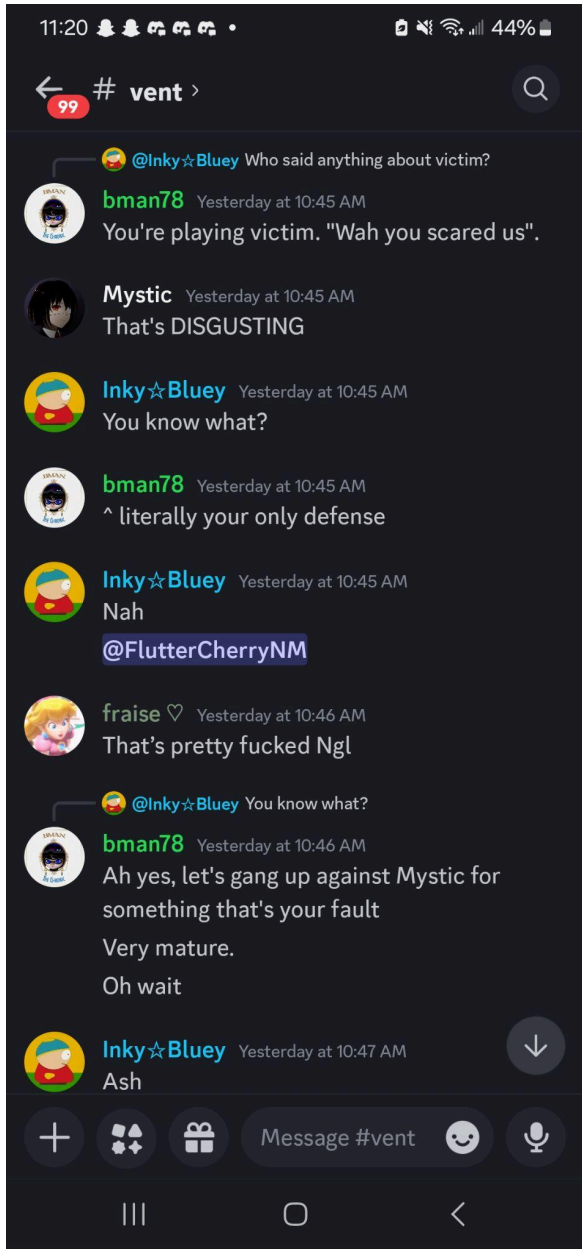 11:20
44%
99
# vent
@Inky☆Bluey Who said anything about victim?
bman78 Yesterday at 10:45 AM
You're playing victim. "Wah you scared us".
Mystic Yesterday at 10:45 AM
That's DISGUSTING
Inky☆Bluey Yesterday at 10:45 AM
You know what?
bman78 Yesterday at 10:45 AM
^ literally your only defense
Inky☆Bluey Yesterday at 10:45 AM
Nah
@FlutterCherryNM
fraise ♡ Yesterday at 10:46 AM
That's pretty fucked Ngl
@Inky☆Bluey You know what?
bman78 Yesterday at 10:46 AM
Ah yes, let's gang up against Mystic for
something that's your fault
Very mature.
Oh wait
Inky☆Bluey Yesterday at 10:47 AM
Ash
Message #vent